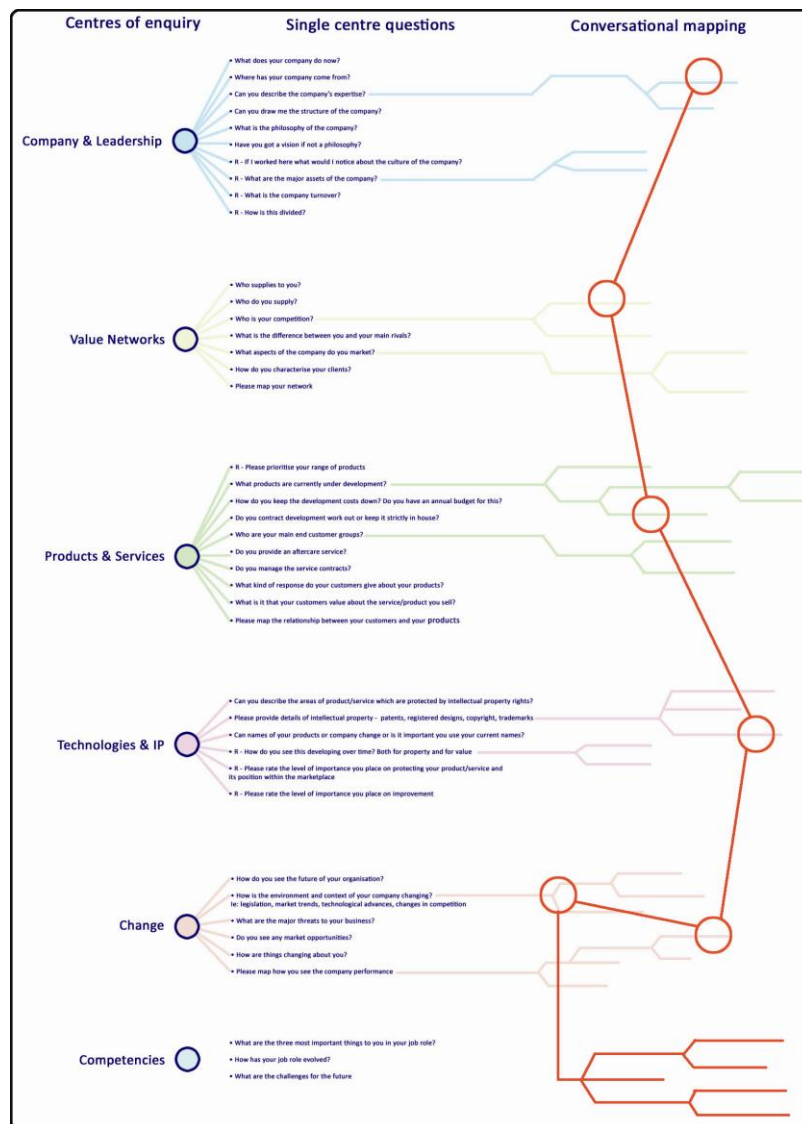 Centres of enquiry
Single centre questions
Conversational mapping
Company & Leadership
• What does your company do now?
• Where has your company come from?
• Can you describe the company's expertise?
• Can you draw me the structure of the company?
• What is the philosophy of the company?
• Have you got a vision if not a philosophy?
• R - If I worked here what would I notice about the culture of the company?
• R - What are the major assets of the company?
• R - What is the company turnover?
• R - How is this divided?
Value Networks
• Who supplies to you?
• Who do you supply?
• Who is your competition?
• What is the difference between you and your main rivals?
• What aspects of the company do you market?
• How do you characterise your clients?
• Please map your network
Products & Services
• R - Please prioritise your range of products
• What products are currently under development?
• How do you keep the development costs down? Do you have an annual budget for this?
• Do you contract development work out or keep it strictly in house?
• Who are your main end customer groups?
• Do you provide an aftercare service?
• Do you manage the service contracts?
• What kind of response do your customers give about your products?
• What is it that your customers value about the service/product you sell?
• Please map the relationship between your customers and your products
Technologies & IP
• Can you describe the areas of product/service which are protected by intellectual property rights?
• Please provide details of intellectual property - patents, registered designs, copyright, trademarks
• Can names of your products or company change or is it important you use your current names?
• R - How do you see this developing over time? Both for property and for value
• R - Please rate the level of importance you place on protecting your product/service and
its position within the marketplace
• R - Please rate the level of importance you place on improvement
Change
• How do you see the future of your organisation?
• How is the environment and context of your company changing?
Ie: legislation, market trends, technological advances, changes in competition
• What are the major threats to your business?
• Do you see any market opportunities?
• How are things changing about you?
• Please map how you see the company performance
Competencies
• What are the three most important things to you in your job role?
• How has your job role evolved?
• What are the challenges for the future